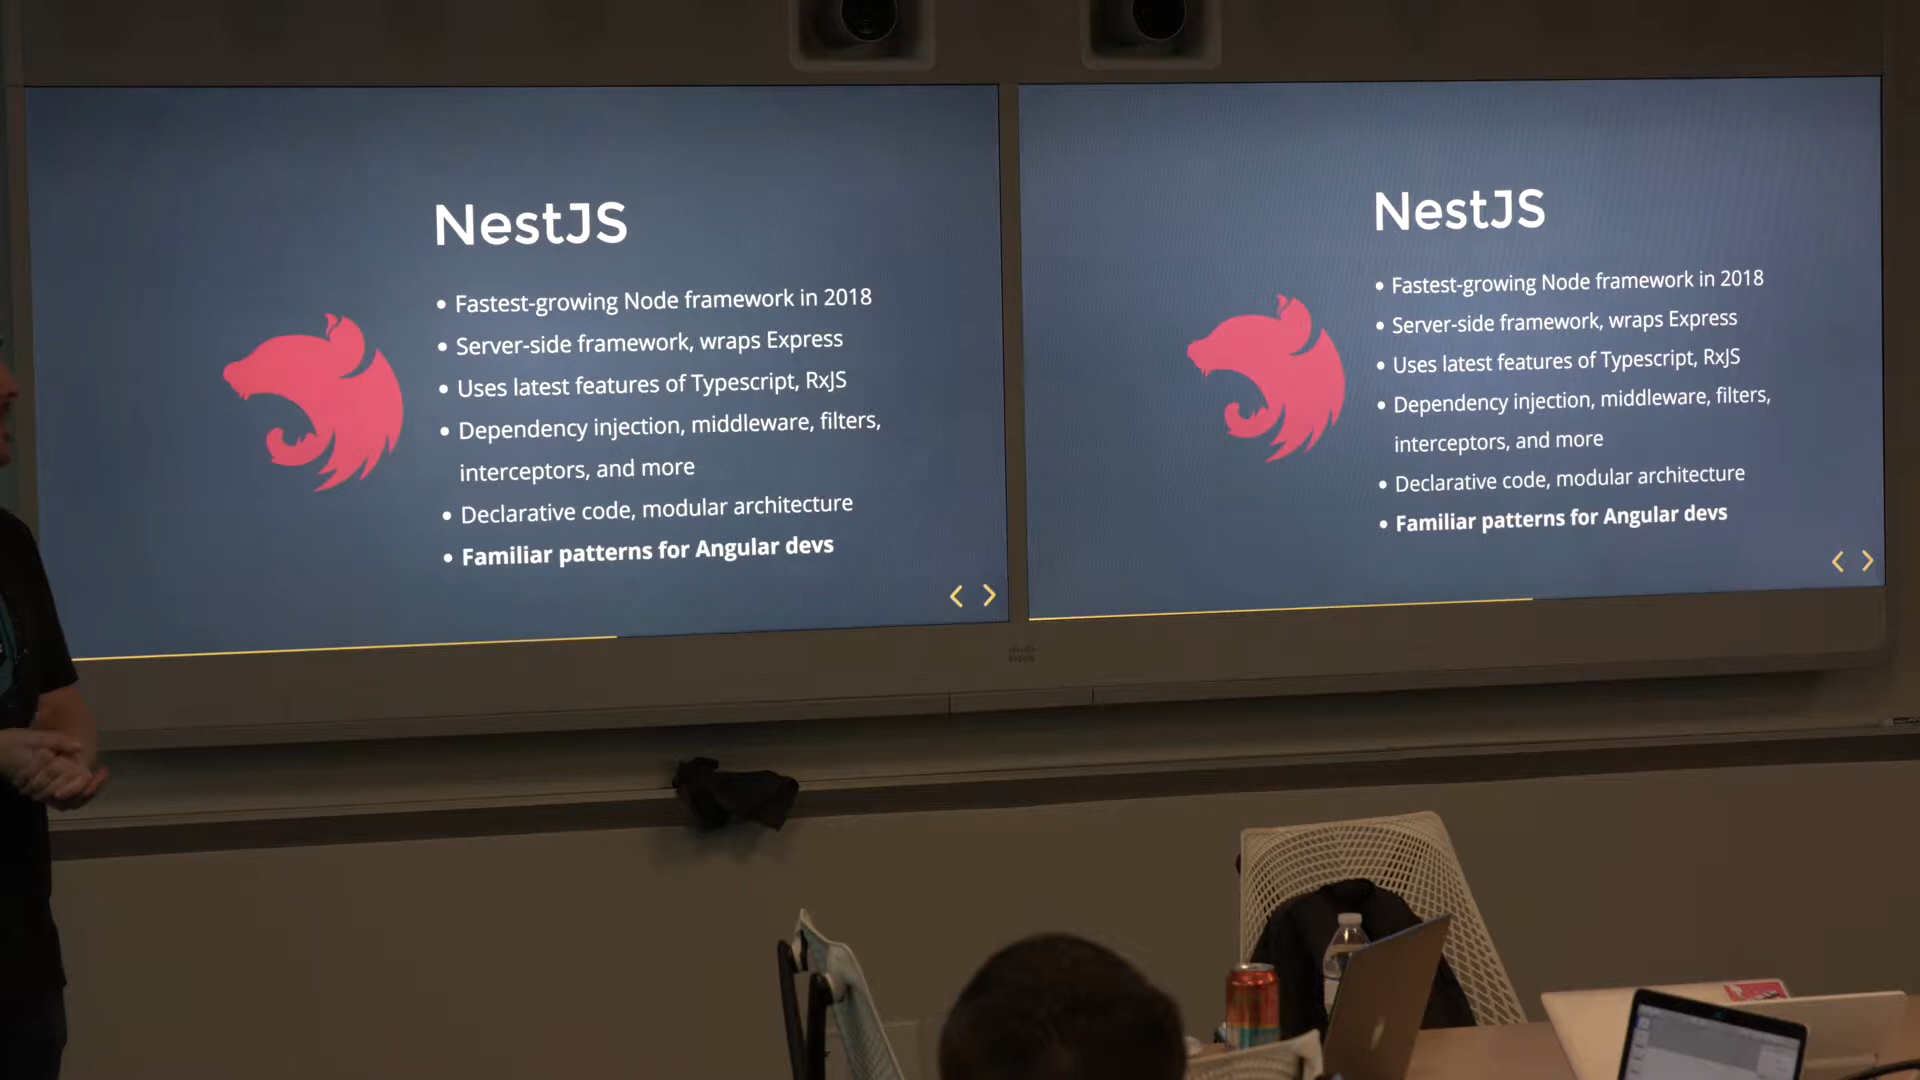 NestJS
• Fastest-growing Node framework in 2018
• Server-side framework, wraps Express
• Uses latest features of Typescript, RxJS
• Dependency injection, middleware, filters,
interceptors, and more
• Declarative code, modular architecture
• Familiar patterns for Angular devs
NestJS
• Fastest-growing Node framework in 2018
• Server-side framework, wraps Express
• Uses latest features of Typescript, RxJS
• Dependency injection, middleware, filters,
interceptors, and more
• Declarative code, modular architecture
• Familiar patterns for Angular devs